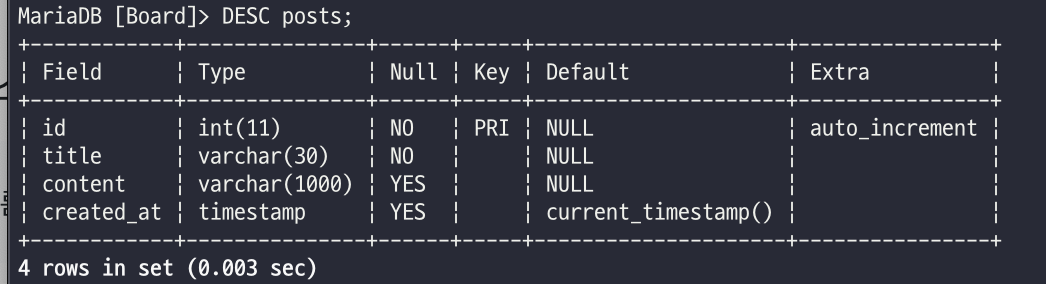 MariaDB [Board]> DESC posts;
+------------+---------------+------+-----+---------------------+----------------+
| Field | Type | Null | Key | Default | Extra |
+------------+---------------+------+-----+---------------------+----------------+
| id | int(11) | NO | PRI | NULL | auto_increment |
| title | varchar(30) | NO | | NULL | |
| content | varchar(1000) | YES | | NULL | |
| created_at | timestamp | YES | | current_timestamp() | |
+------------+---------------+------+-----+---------------------+----------------+
4 rows in set (0.003 sec)